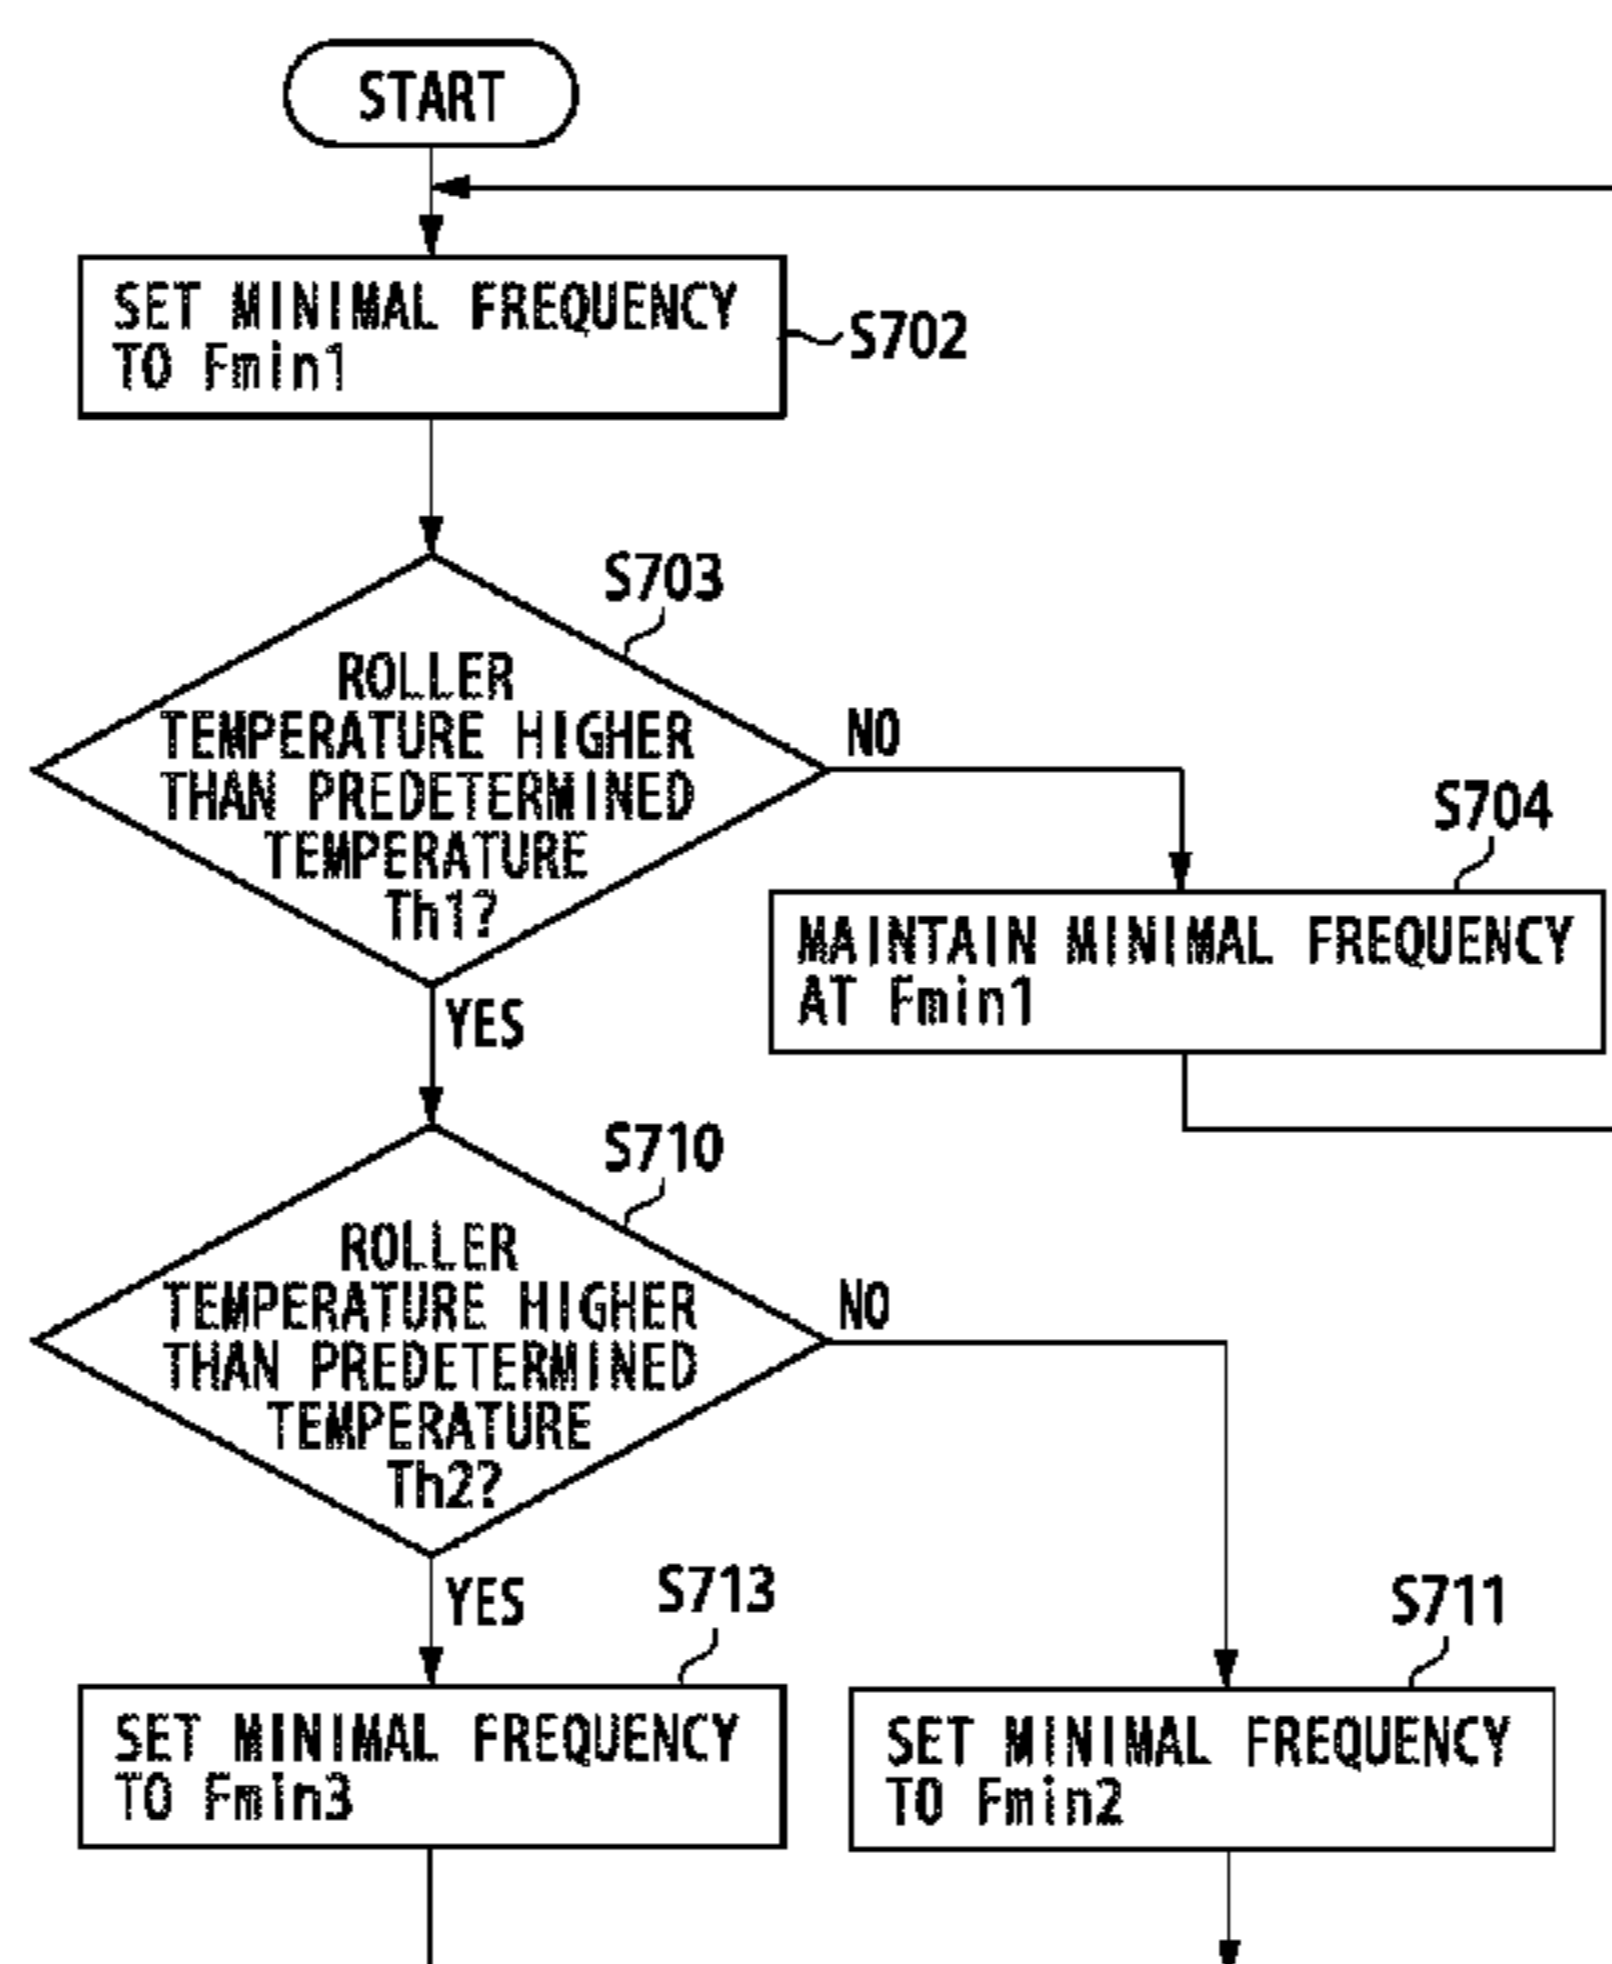 START
SET MINIMAL FREQUENCY
TO Fmin1
S702
S703
ROLLER
TEMPERATURE HIGHER
THAN PREDETERMINED
TEMPERATURE
Th1?
NO
YES
S704
MAINTAIN MINIMAL FREQUENCY
AT Fmin1
S710
ROLLER
TEMPERATURE HIGHER
THAN PREDETERMINED
TEMPERATURE
Th2?
NO
YES
S713
SET MINIMAL FREQUENCY
TO Fmin3
S711
SET MINIMAL FREQUENCY
TO Fmin2